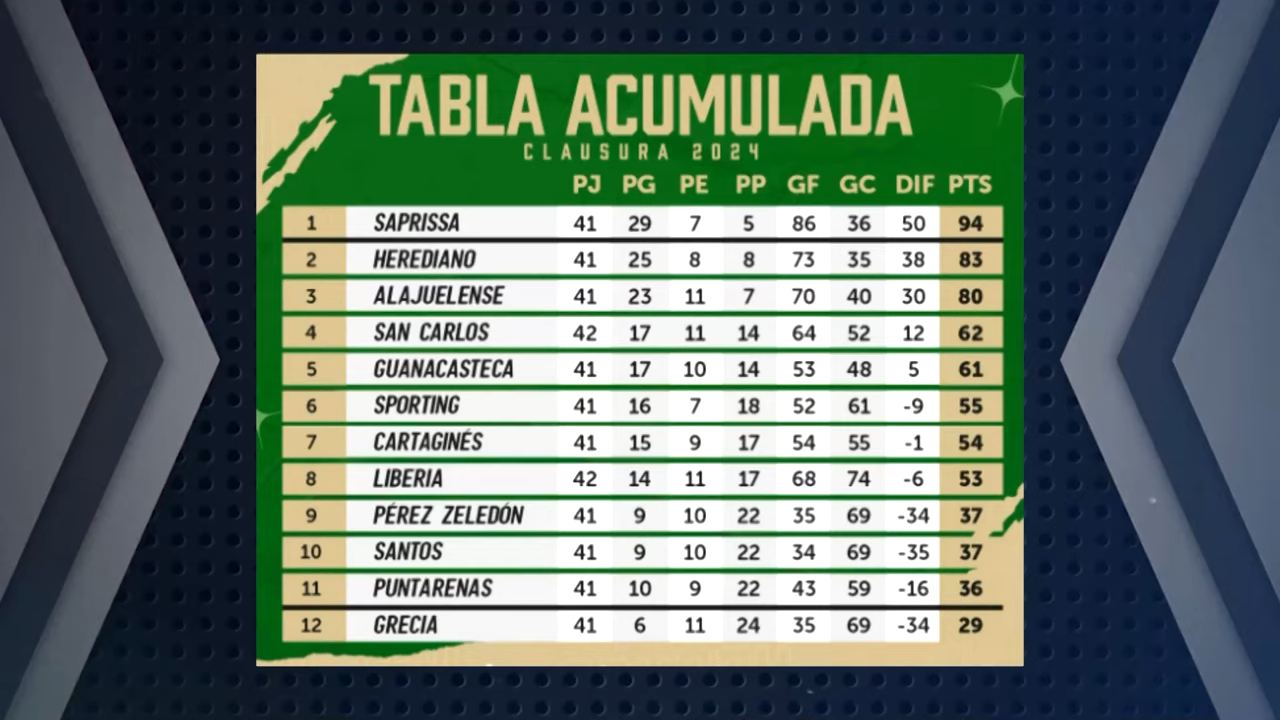 TABLA ACUMULADA
CLAUSURA 2024
PJ PG PE PP GF GC DIF PTS
1 SAPRISSA 41 29 7 5 86 36 50 94
2 HEREDIANO 41 25 8 8 73 35 38 83
3 ALAJUELENSE 41 23 11 7 70 40 30 80
4 SAN CARLOS 42 17 11 14 64 52 12 62
5 GUANACASTECA 41 17 10 14 53 48 5 61
6 SPORTING 41 16 7 18 52 61 -9 55
7 CARTAGINÉS 41 15 9 17 54 55 -1 54
8 LIBERIA 42 14 11 17 68 74 -6 53
9 PÉREZ ZELEDÓN 41 9 10 22 35 69 -34 37
10 SANTOS 41 9 10 22 34 69 -35 37
11 PUNTARENAS 41 10 9 22 43 59 -16 36
12 GRECIA 41 6 11 24 35 69 -34 29